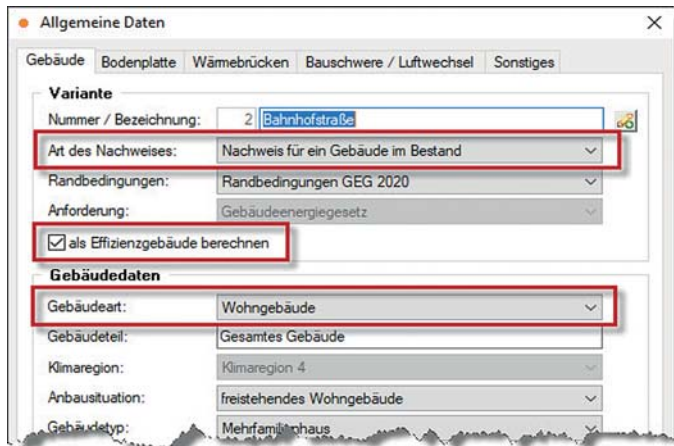 Allgemeine Daten
Gebäude Bodenplatte Wärmebrücken Bauschwere / Luftwechsel Sonstiges
Variante
Nummer / Bezeichnung: 2 Bahnhofstraße
Art des Nachweises: Nachweis für ein Gebäude im Bestand
Randbedingungen: Randbedingungen GEG 2020
Anforderung: Gebäudeenergiegesetz
als Effizienzgebäude berechnen
Gebäudedaten
Gebäudeart: Wohngebäude
Gebäudeteil: Gesamtes Gebäude
Klimaregion: Klimaregion 4
Anbausituation: freistehendes Wohngebäude
Gebäudetyp: Mehrfamilienhaus